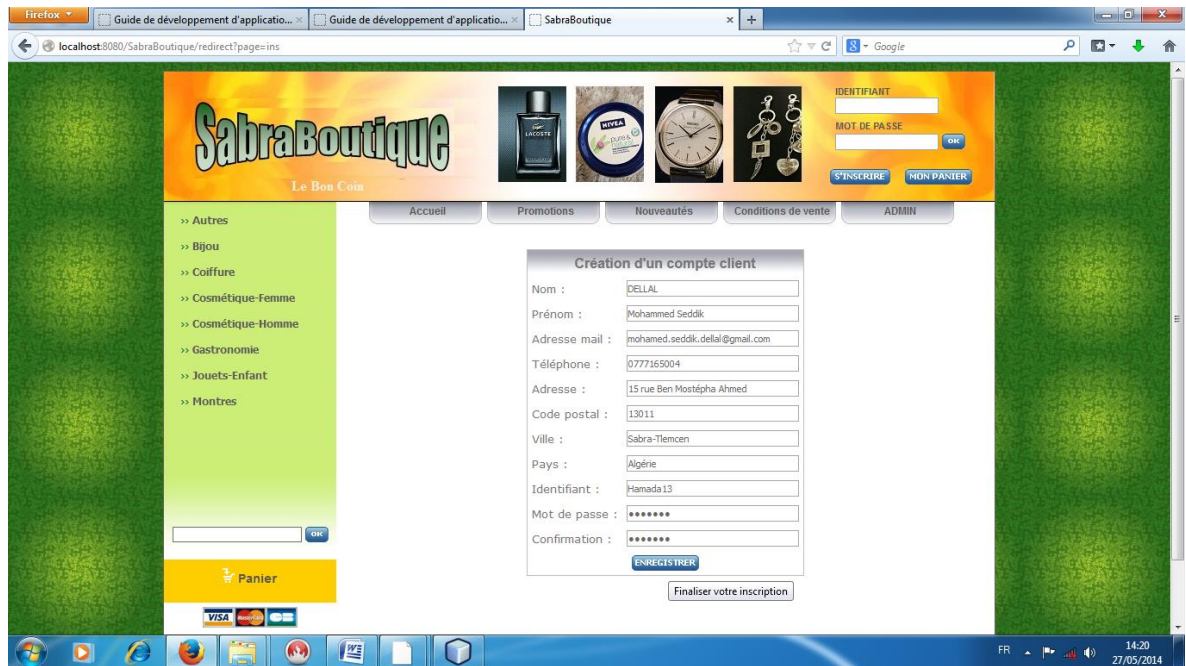 Firefox
Guide de développement d'applicatio...
Guide de développement d'applicatio...
SabraBoutique
localhost:8080/SabraBoutique/redirect?page=ins
Google
SabraBoutique
Le Bon Coin
LACOSTE
NIVEA
pure &
natural
IDENTIFIANT
MOT DE PASSE
OK
S'INSCRIRE
MON PANIER
Accueil
Promotions
Nouveautés
Conditions de vente
ADMIN
›› Autres
›› Bijou
›› Coiffure
›› Cosmétique-Femme
›› Cosmétique-Homme
›› Gastronomie
›› Jouets-Enfant
›› Montres
OK
Panier
VISA
Création d'un compte client
Nom : DELLAL
Prénom : Mohammed Seddik
Adresse mail : mohamed.seddik.dellal@gmail.com
Téléphone : 0777165004
Adresse : 15 rue Ben Mostépha Ahmed
Code postal : 13011
Ville : Sabra-Tlemcen
Pays : Algérie
Identifiant : Hamada13
Mot de passe : •••••••
Confirmation : •••••••
ENREGISTRER
Finaliser votre inscription
FR
14:20
27/05/2014